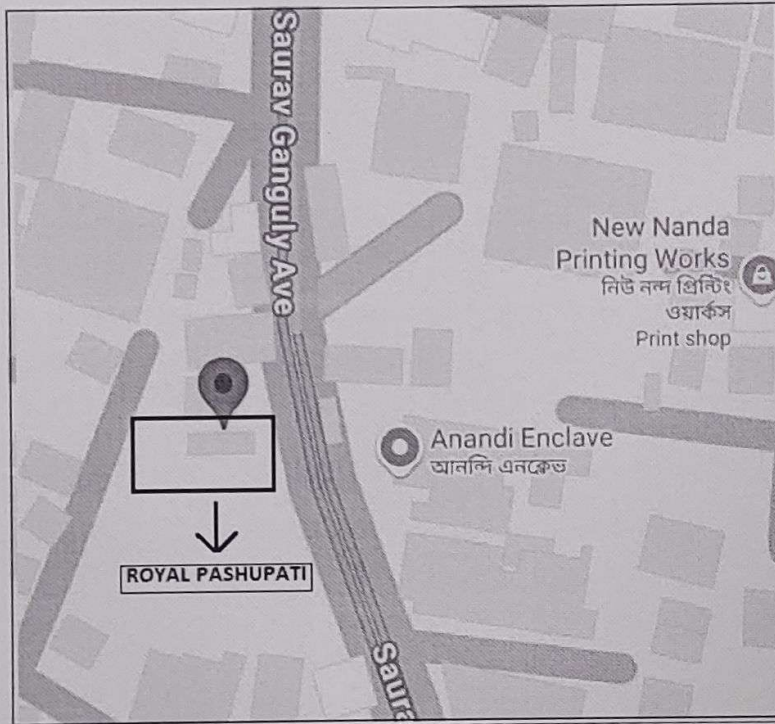 Saurav Ganguly Ave
New Nanda
Printing Works
নিউ নন্দ প্রিন্টিং
ওয়ার্কস
Print shop
Anandi Enclave
আনন্দি এনক্লেভ
ROYAL PASHUPATI
Saura